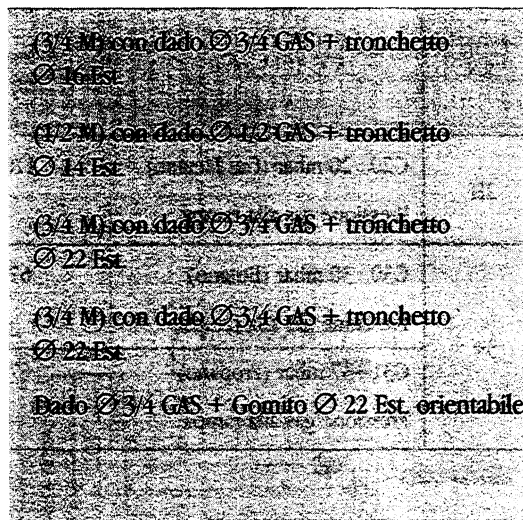 (3/4 M) con dado Ø 3/4 GAS + tronchetto
Ø 16 Est.
(1/2 M) con dado Ø 1/2 GAS + tronchetto
Ø 14 Est.
(3/4 M) con dado Ø 3/4 GAS + tronchetto
Ø 22 Est.
(3/4 M) con dado Ø 3/4 GAS + tronchetto
Ø 22 Est.
Dado Ø 3/4 GAS + Gomito Ø 22 Est. orientabile